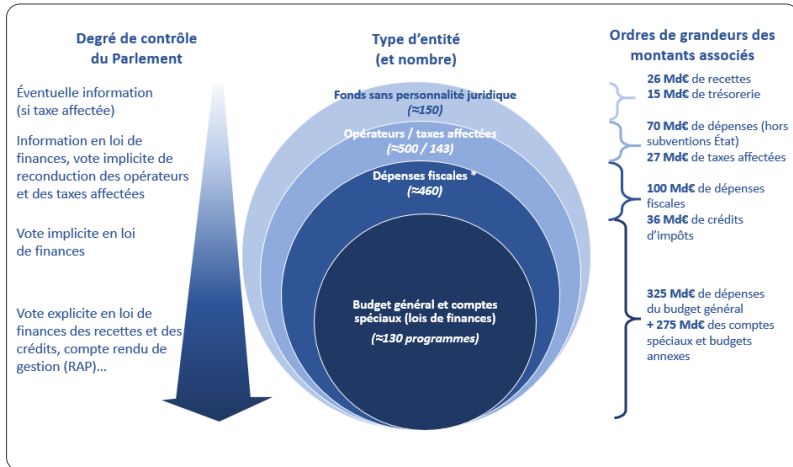 Degré de contrôle
du Parlement
Éventuelle information
(si taxe affectée)
Information en loi de
finances, vote implicite de
reconduction des opérateurs
et des taxes affectées
Vote implicite en loi
de finances
Vote explicite en loi de
finances des recettes et des
crédits, compte rendu de
gestion (RAP)…
Type d'entité
(et nombre)
Fonds sans personnalité juridique
(≈150)
Opérateurs / taxes affectées
(≈500 / 143)
Dépenses fiscales *
(≈460)
Budget général et comptes
spéciaux (lois de finances)
(≈130 programmes)
Ordres de grandeurs des
montants associés
26 Md€ de recettes
15 Md€ de trésorerie
70 Md€ de dépenses (hors
subventions État)
27 Md€ de taxes affectées
100 Md€ de dépenses
fiscales
36 Md€ de crédits
d'impôts
325 Md€ de dépenses
du budget général
+ 275 Md€ des comptes
spéciaux et budgets
annexes